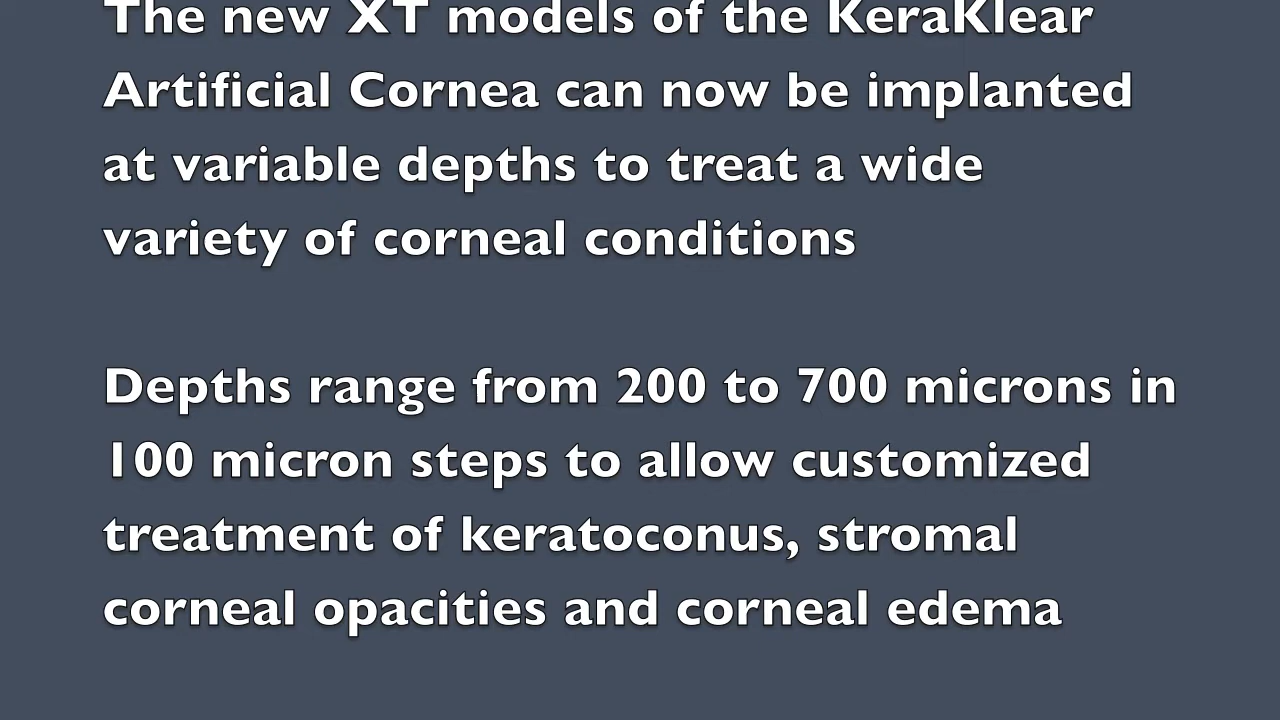 The new XT models of the KeraKlear
Artificial Cornea can now be implanted
at variable depths to treat a wide
variety of corneal conditions
Depths range from 200 to 700 microns in
100 micron steps to allow customized
treatment of keratoconus, stromal
corneal opacities and corneal edema